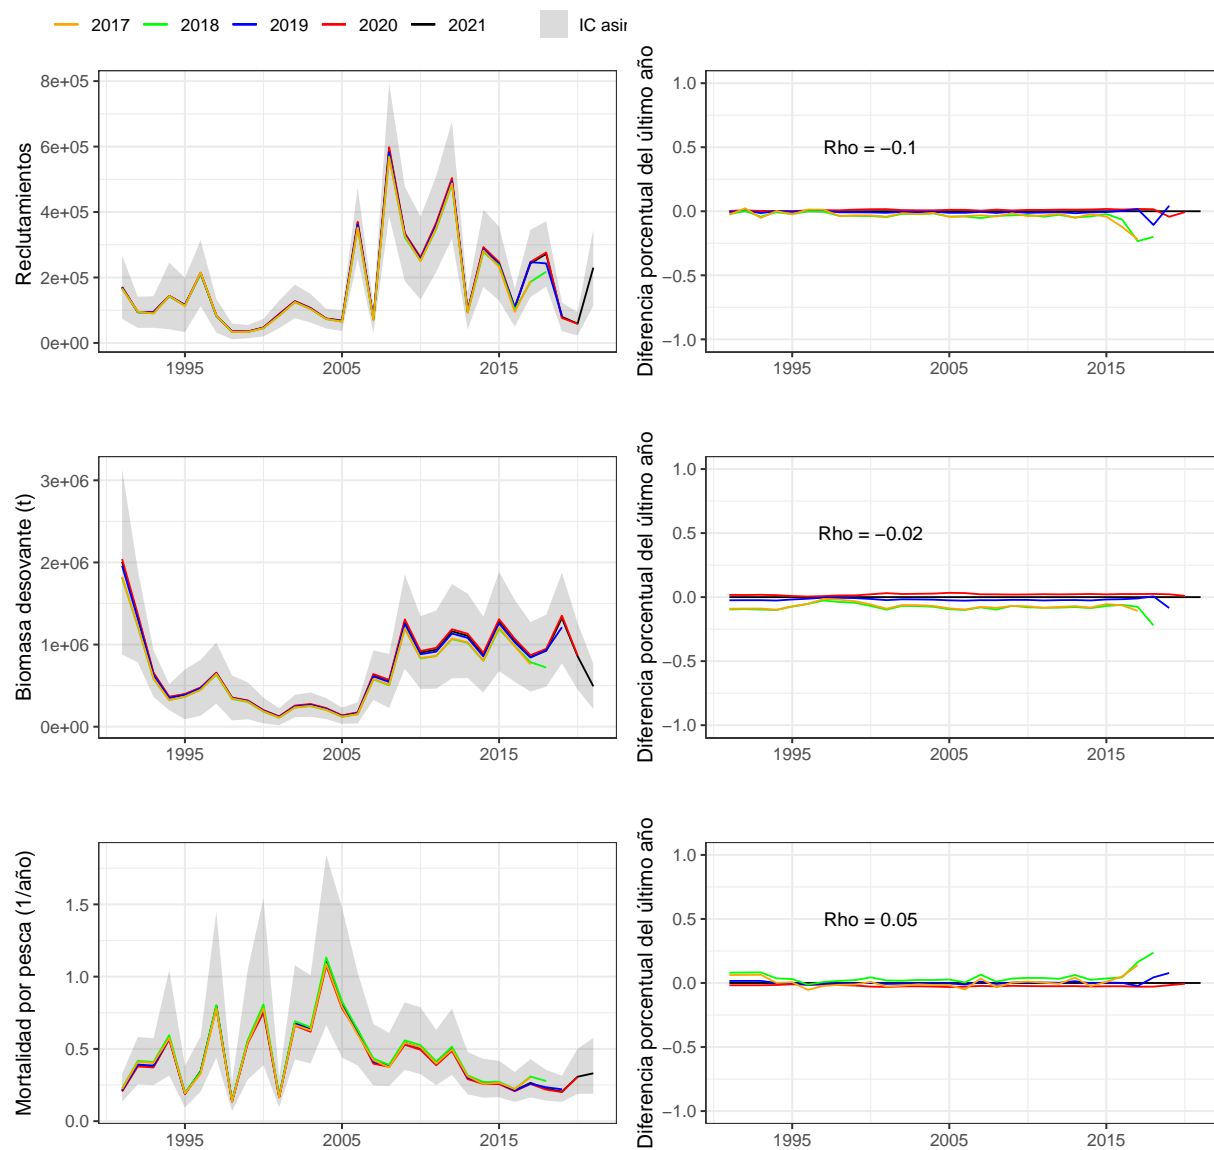 2017 2018 2019 2020 2021 IC asin
Reclutamientos
8e+05
6e+05
4e+05
2e+05
0e+00
1995 2005 2015
Diferencia porcentual del último año
1.0
0.5
0.0
−0.5
−1.0
Rho = −0.1
1995 2005 2015
Biomasa desovante (t)
3e+06
2e+06
1e+06
0e+00
1995 2005 2015
Diferencia porcentual del último año
1.0
0.5
0.0
−0.5
−1.0
Rho = −0.02
1995 2005 2015
Mortalidad por pesca (1/año)
1.5
1.0
0.5
0.0
1995 2005 2015
Diferencia porcentual del último año
1.0
0.5
0.0
−0.5
−1.0
Rho = 0.05
1995 2005 2015